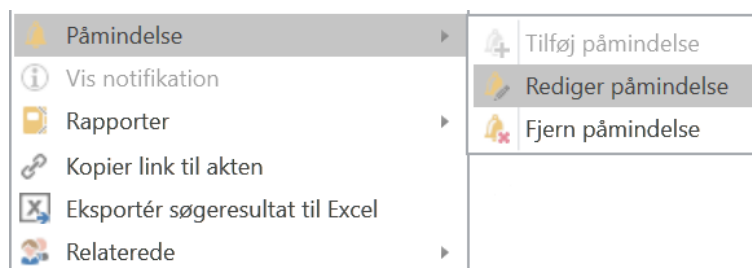 Påmindelse
Vis notifikation
Rapporter
Kopier link til akten
Eksportér søgeresultat til Excel
Relaterede
Tilføj påmindelse
Rediger påmindelse
Fjern påmindelse